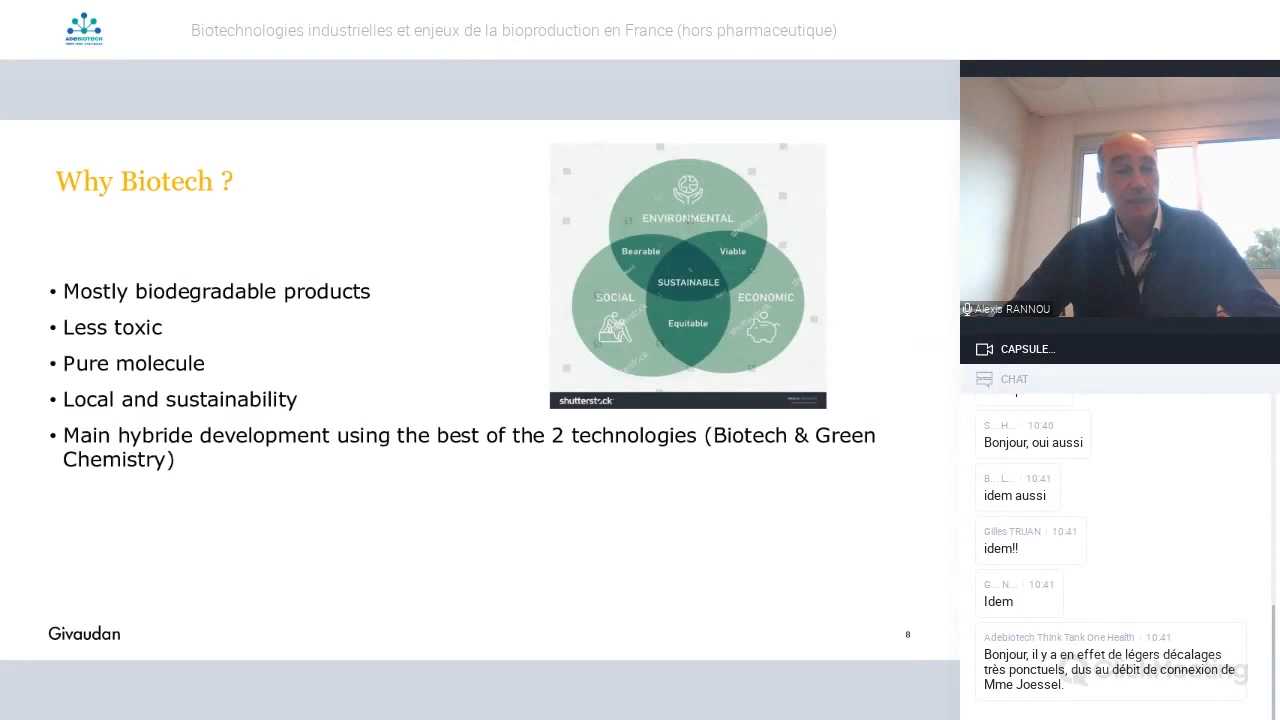 ADEBIOTECH
Biotechnologies industrielles et enjeux de la bioproduction en France (hors pharmaceutique)
Why Biotech ?
• Mostly biodegradable products
• Less toxic
• Pure molecule
• Local and sustainability
• Main hybride development using the best of the 2 technologies (Biotech & Green
Chemistry)
ENVIRONMENTAL
Bearable
Viable
SUSTAINABLE
SOCIAL
ECONOMIC
Equitable
shutterstock
Givaudan
8
Alexis RANNOU
CAPSULE...
CHAT
S... H... 10:40
Bonjour, oui aussi
B... L... 10:41
idem aussi
Gilles TRUAN 10:41
idem!!
G... N... 10:41
Idem
Adebiotech Think Tank One Health 10:41
Bonjour, il y a en effet de légers décalages
très ponctuels, dus au débit de connexion de
Mme Joessel.
ClickMeeting